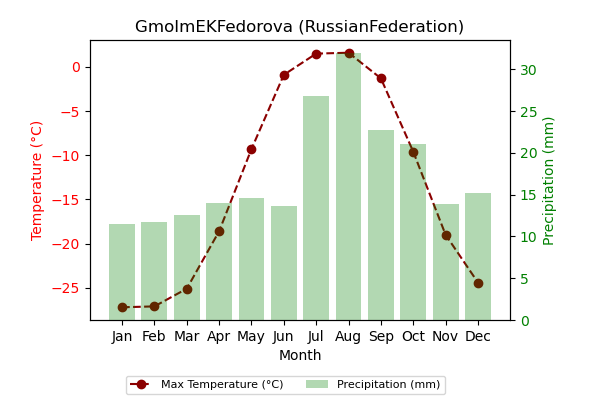 GmoImEKFedorova (RussianFederation)
Temperature (°C)
0
−5
−10
−15
−20
−25
30
25
20
15
10
5
0
Precipitation (mm)
Jan Feb Mar Apr May Jun Jul Aug Sep Oct Nov Dec
Month
Max Temperature (°C) Precipitation (mm)